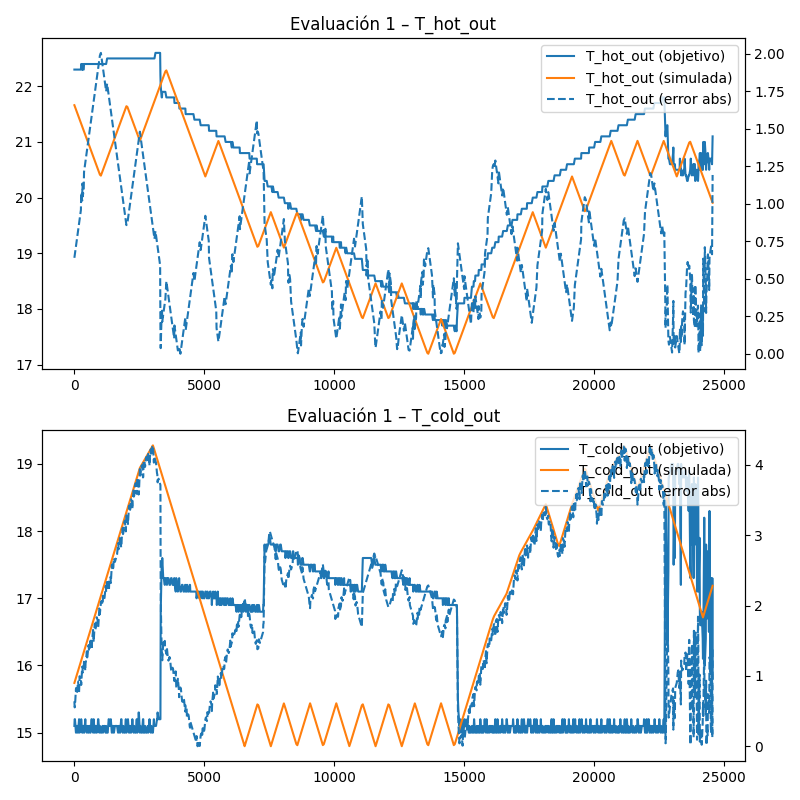 Evaluación 1 – T_hot_out
T_hot_out (objetivo)
T_hot_out (simulada)
T_hot_out (error abs)
22
21
20
19
18
17
2.00
1.75
1.50
1.25
1.00
0.75
0.50
0.25
0.00
0 5000 10000 15000 20000 25000
Evaluación 1 – T_cold_out
T_cold_out (objetivo)
T_cold_out (simulada)
T_cold_out (error abs)
19
18
17
16
15
4
3
2
1
0
0 5000 10000 15000 20000 25000